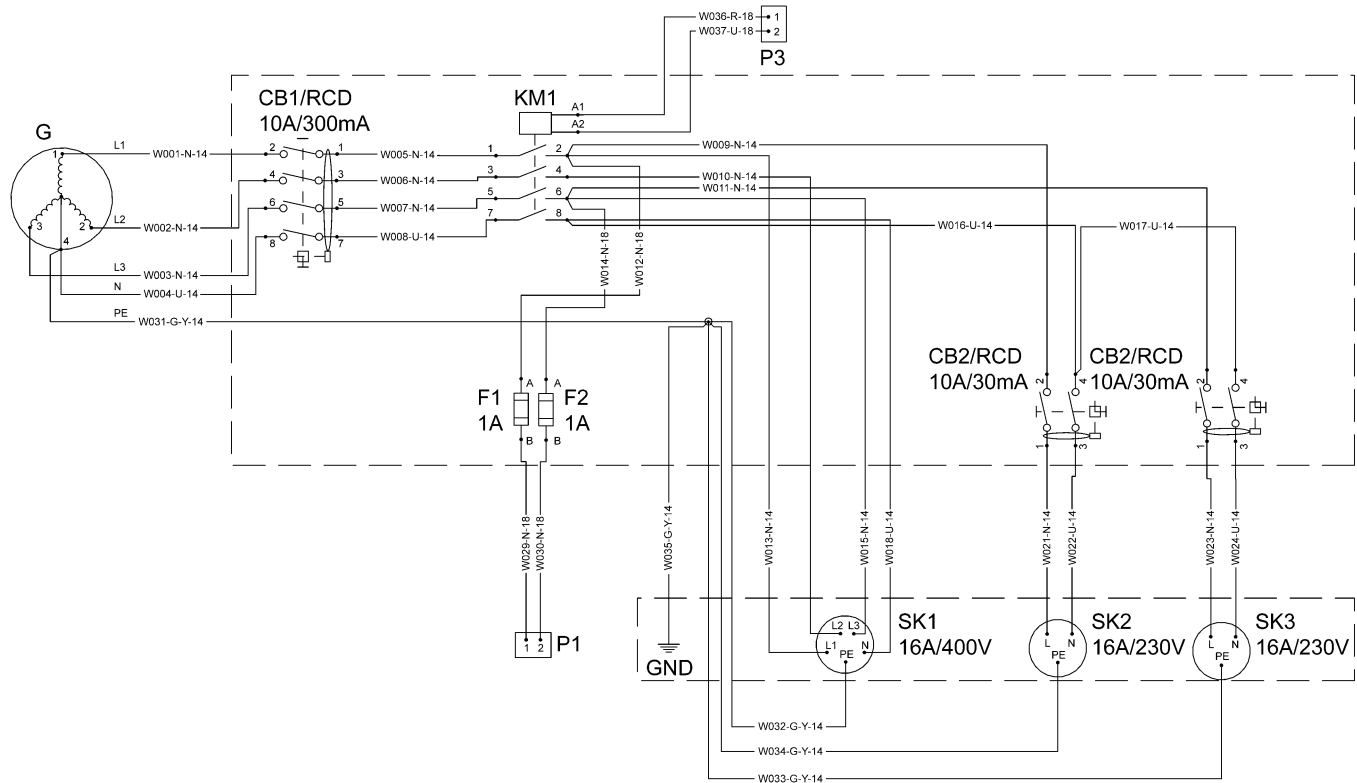 W036-R-18 1
W037-U-18 2
P3
CB1/RCD
10A/300mA
KM1
A1
A2
G
1
L1
W001-N-14
2
1
W005-N-14
1
2
W009-N-14
4
3
W006-N-14
3
4
W010-N-14
W011-N-14
6
5
W007-N-14
5
6
3
2
L2
W002-N-14
8
7
W008-U-14
7
8
W016-U-14
W017-U-14
4
L3
W003-N-14
N
W004-U-14
PE
W031-G-Y-14
W014-N-18
W012-N-18
F1
1A
A
B
A
B
F2
1A
CB2/RCD
10A/30mA
2
4
1
3
CB2/RCD
10A/30mA
2
4
1
3
W029-N-18
W030-N-18
W035-G-Y-14
W013-N-14
W015-N-14
W018-U-14
W021-N-14
W022-U-14
W023-N-14
W024-U-14
1 2
P1
GND
L2 L3
L1 N
PE
SK1
16A/400V
L N
PE
SK2
16A/230V
L N
PE
SK3
16A/230V
W032-G-Y-14
W034-G-Y-14
W033-G-Y-14